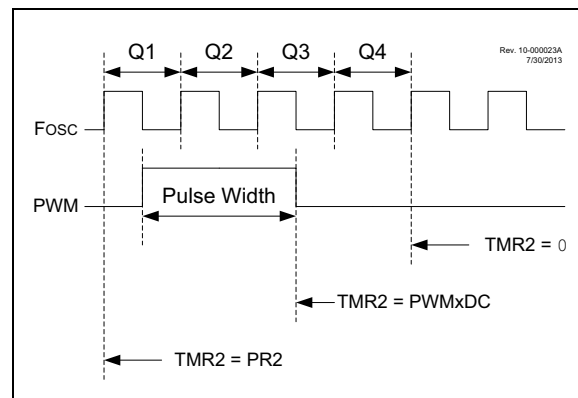 Q1 Q2 Q3 Q4
Rev. 10-000023A
7/30/2013
FOSC
Pulse Width
PWM
TMR2 = 0
TMR2 = PWMxDC
TMR2 = PR2